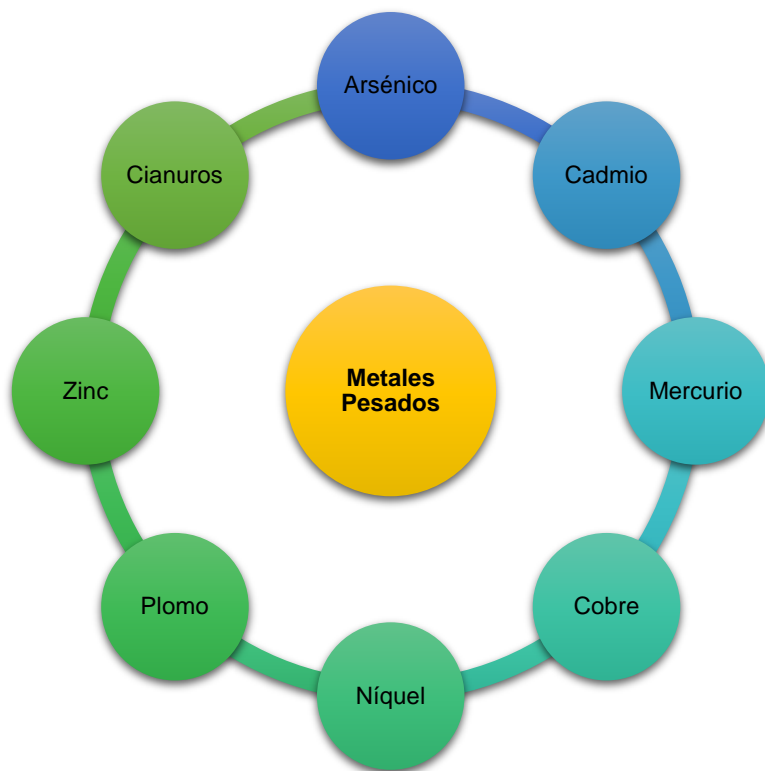 Arsénico
Cadmio
Mercurio
Cobre
Níquel
Plomo
Zinc
Cianuros
Metales
Pesados